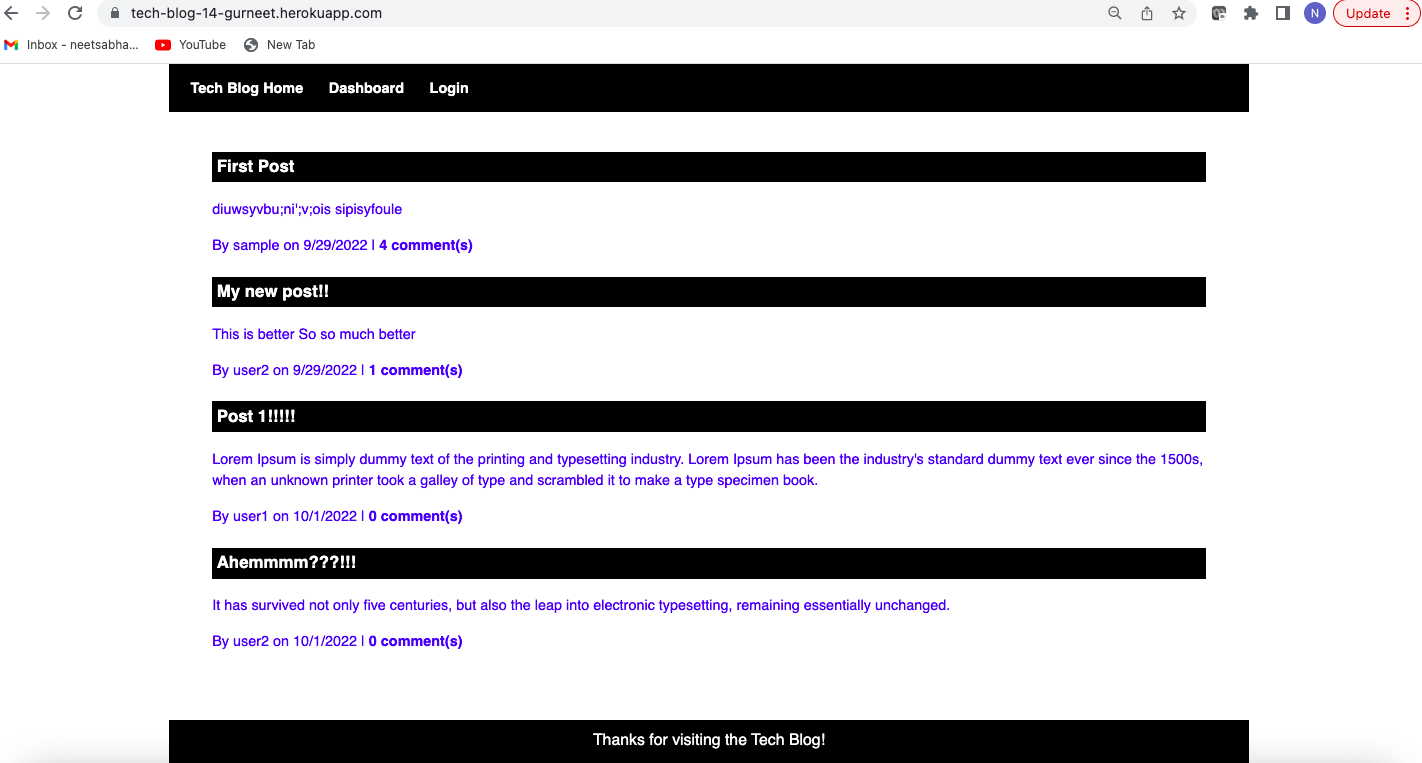 tech-blog-14-gurneet.herokuapp.com
N
Update
Inbox - neetsabha...
YouTube
New Tab
Tech Blog Home
Dashboard
Login
First Post
diuwsyvbu;ni';v;ois sipisyfoule
By sample on 9/29/2022 | 4 comment(s)
My new post!!
This is better So so much better
By user2 on 9/29/2022 | 1 comment(s)
Post 1!!!!!
Lorem Ipsum is simply dummy text of the printing and typesetting industry. Lorem Ipsum has been the industry's standard dummy text ever since the 1500s,
when an unknown printer took a galley of type and scrambled it to make a type specimen book.
By user1 on 10/1/2022 | 0 comment(s)
Ahemmmm???!!!
It has survived not only five centuries, but also the leap into electronic typesetting, remaining essentially unchanged.
By user2 on 10/1/2022 | 0 comment(s)
Thanks for visiting the Tech Blog!